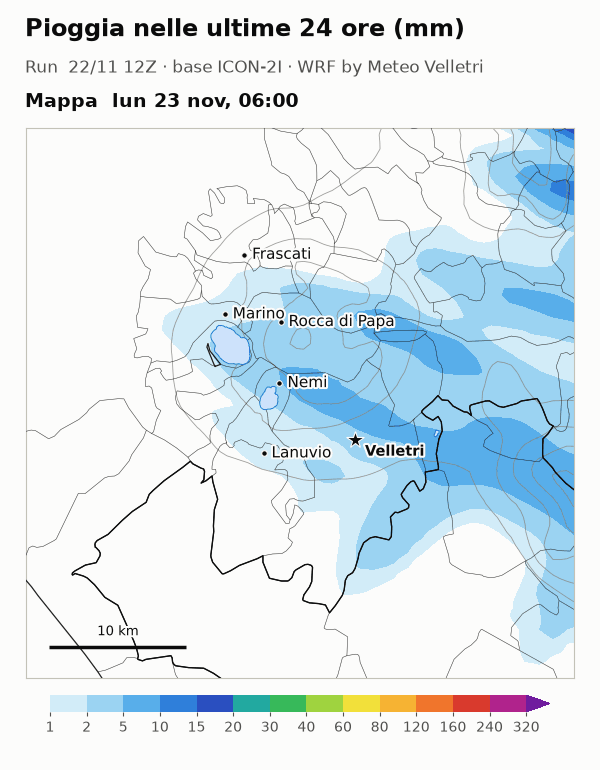 Pioggia nelle ultime 24 ore (mm)
Run  22/11 12Z · base ICON-2I · WRF by Meteo Velletri
Mappa  lun 23 nov, 06:00
Frascati
Marino
Rocca di Papa
Nemi
Velletri
Lanuvio
10 km
1 2 5 10 15 20 30 40 60 80 120 160 240 320